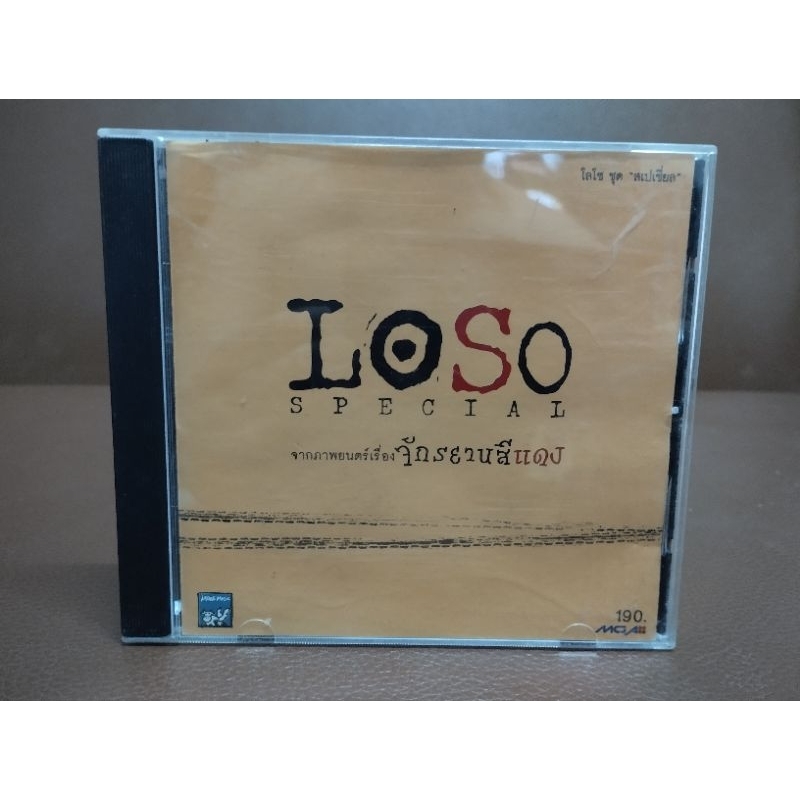 โลโซ ชุด "สเปเชี่ยล"
LOSO
SPECIAL
จากภาพยนตร์เรื่อง จักรยานสีแดง
190.
MGA